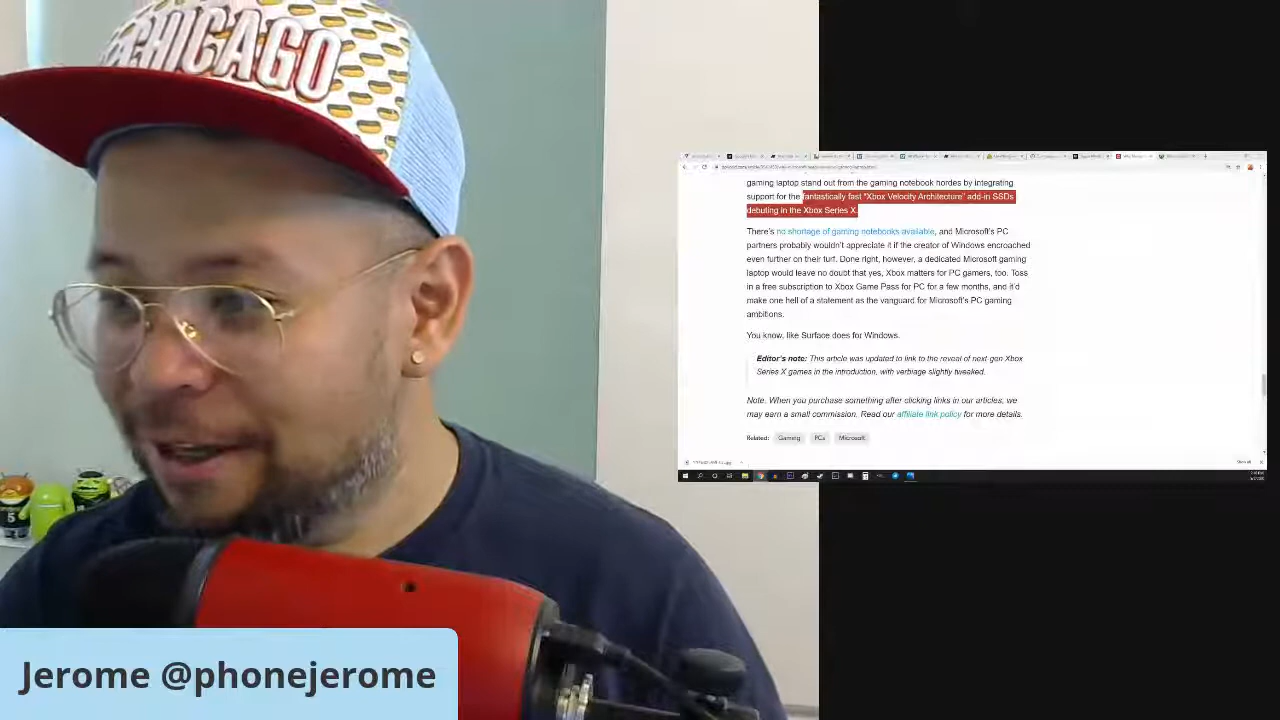 CHICAGO
gaming laptop stand out from the gaming notebook hordes by integrating
support for the fantastically fast "Xbox Velocity Architecture" add-in SSDs
debuting in the Xbox Series X.
There's no shortage of gaming notebooks available, and Microsoft's PC
partners probably wouldn't appreciate it if the creator of Windows encroached
even further on their turf. Done right, however, a dedicated Microsoft gaming
laptop would leave no doubt that yes, Xbox matters for PC gamers, too. Toss
in a free subscription to Xbox Game Pass for PC for a few months, and it'd
make one hell of a statement as the vanguard for Microsoft's PC gaming
ambitions.
You know, like Surface does for Windows.
Editor's note: This article was updated to link to the reveal of next-gen Xbox
Series X games in the introduction, with verbiage slightly tweaked.
Note: When you purchase something after clicking links in our articles, we
may earn a small commission. Read our affiliate link policy for more details.
Related: Gaming PCs Microsoft
Show all
Jerome @phonejerome